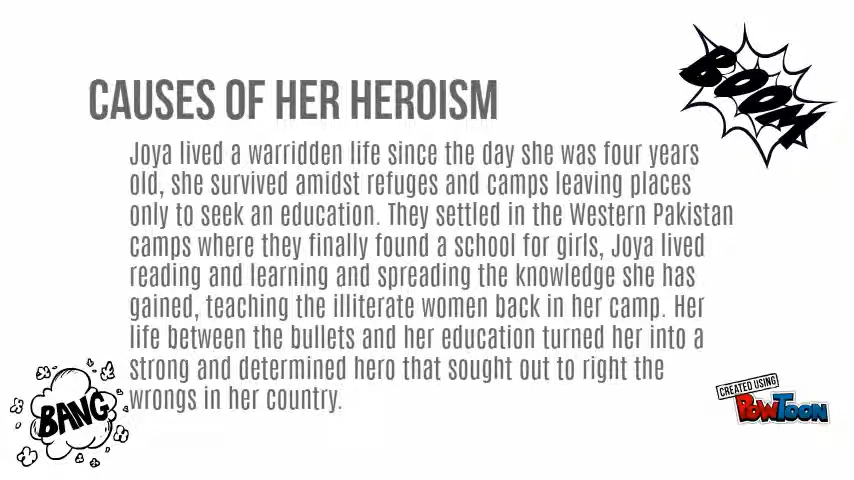 BOOM
CAUSES OF HER HEROISM
Joya lived a warridden life since the day she was four years
old, she survived amidst refuges and camps leaving places
only to seek an education. They settled in the Western Pakistan
camps where they finally found a school for girls, Joya lived
reading and learning and spreading the knowledge she has
gained, teaching the illiterate women back in her camp. Her
life between the bullets and her education turned her into a
strong and determined hero that sought out to right the
wrongs in her country.
BANG
CREATED USING
POWTOON